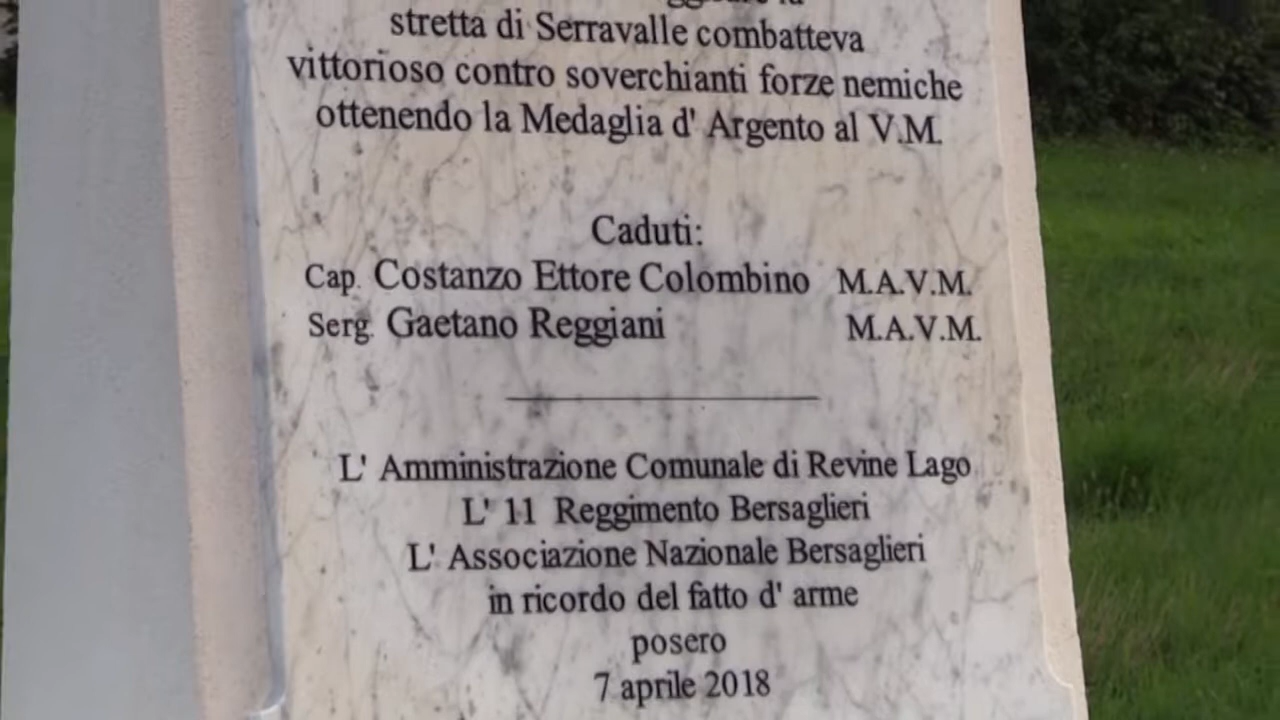 stretta di Serravalle combatteva
vittorioso contro soverchianti forze nemiche
ottenendo la Medaglia d' Argento al V.M.
Caduti:
Cap. Costanzo Ettore Colombino M.A.V.M.
Serg. Gaetano Reggiani M.A.V.M.
L' Amministrazione Comunale di Revine Lago
L' 11 Reggimento Bersaglieri
L' Associazione Nazionale Bersaglieri
in ricordo del fatto d' arme
posero
7 aprile 2018